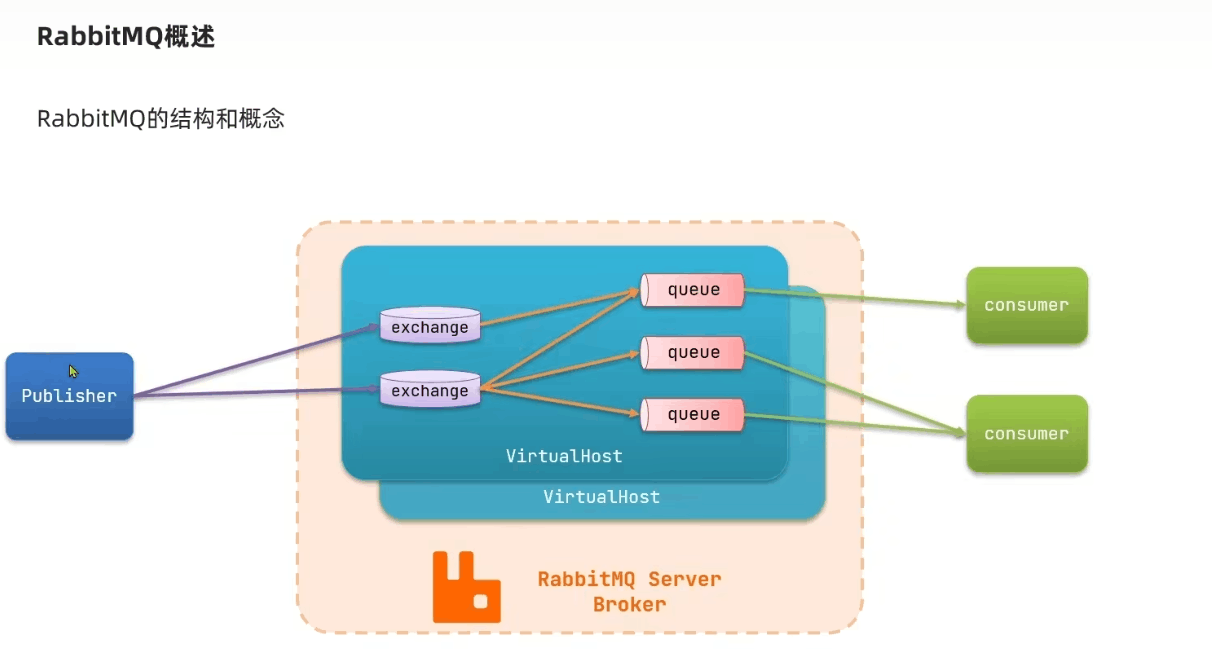 RabbitMQ概述
RabbitMQ的结构和概念
queue
consumer
exchange
queue
Publisher
exchange
queue
consumer
VirtualHost
VirtualHost
RabbitMQ Server
Broker